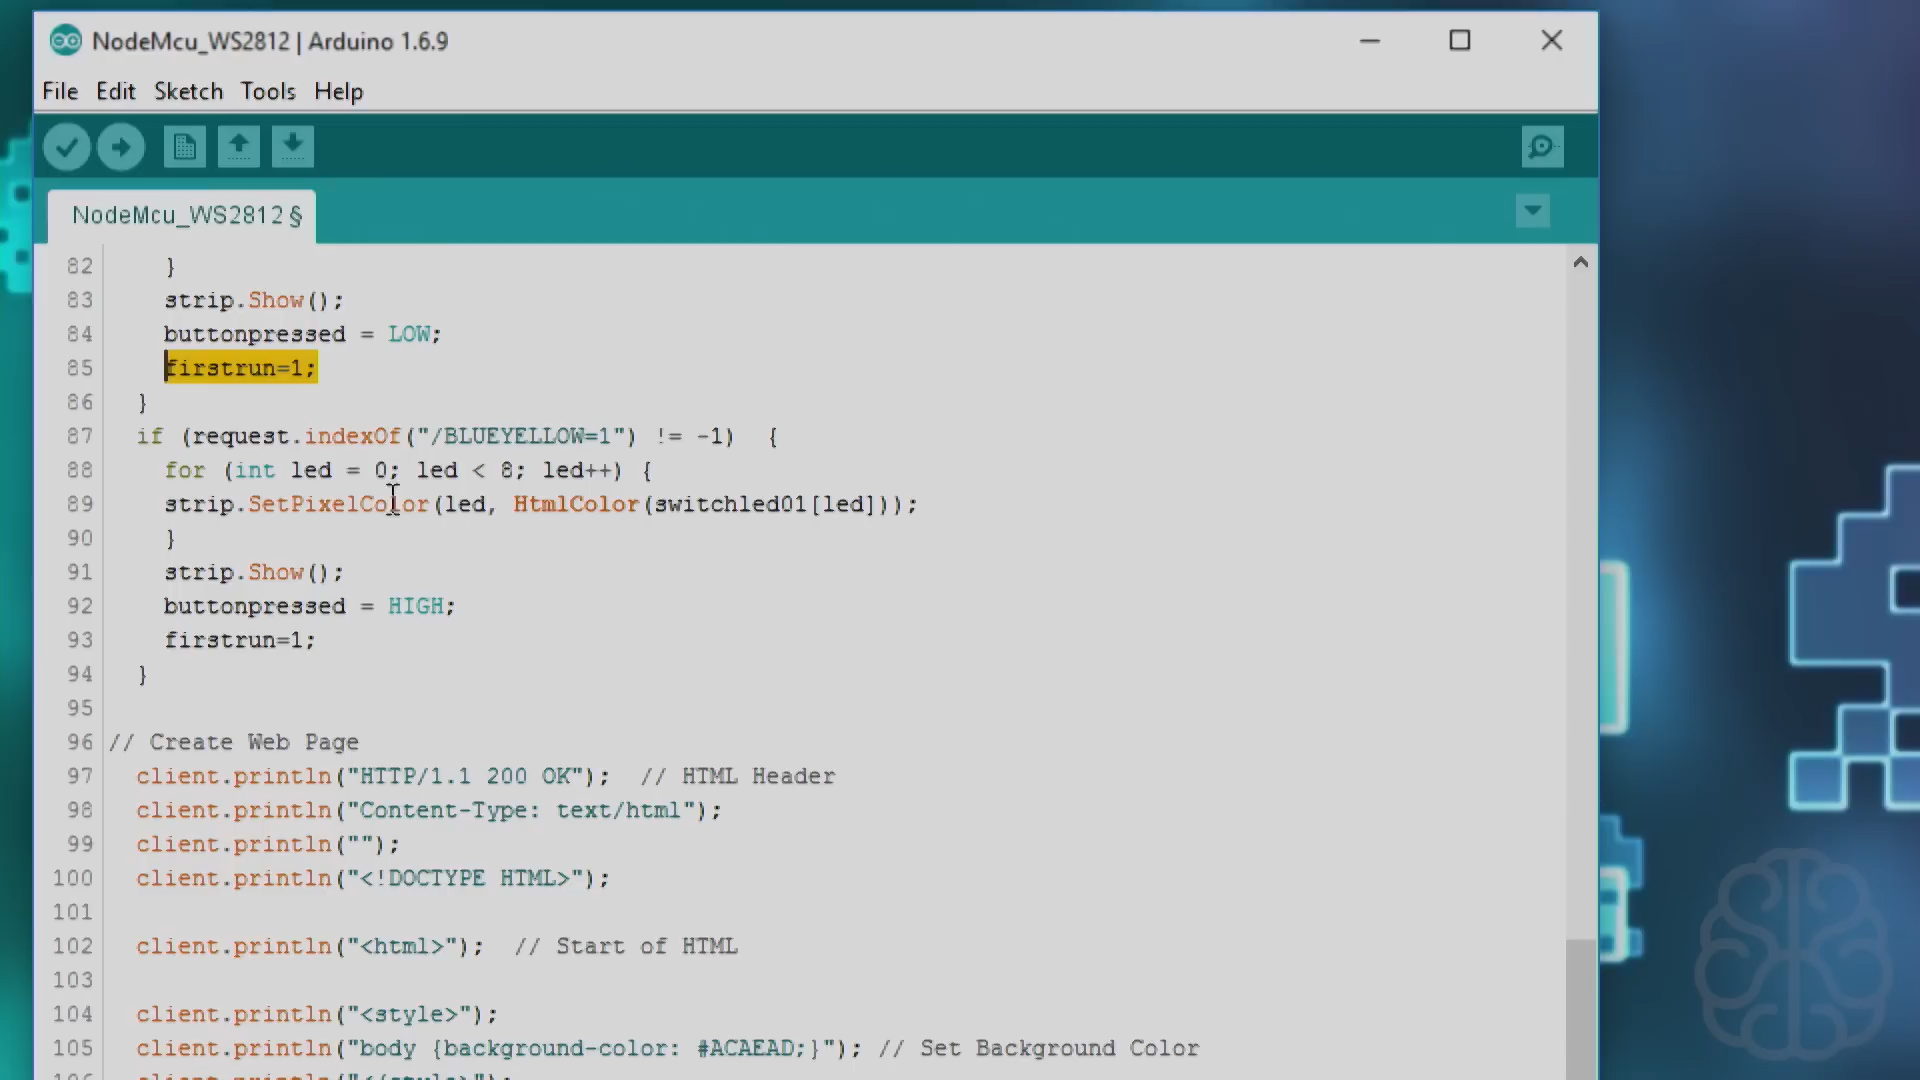 NodeMcu_WS2812 | Arduino 1.6.9
File Edit Sketch Tools Help
NodeMcu_WS2812 §
82 }
83 strip.Show();
84 buttonpressed = LOW;
85 firstrun=1;
86 }
87 if (request.indexOf("/BLUEYELLOW=1") != -1)  {
88 for (int led = 0; led < 8; led++) {
89 strip.SetPixelColor(led, HtmlColor(switchled01[led]));
90 }
91 strip.Show();
92 buttonpressed = HIGH;
93 firstrun=1;
94 }
95
96 // Create Web Page
97 client.println("HTTP/1.1 200 OK");  // HTML Header
98 client.println("Content-Type: text/html");
99 client.println("");
100 client.println("<!DOCTYPE HTML>");
101
102 client.println("<html>");  // Start of HTML
103
104 client.println("<style>");
105 client.println("body {background-color: #ACAEAD;}"); // Set Background Color